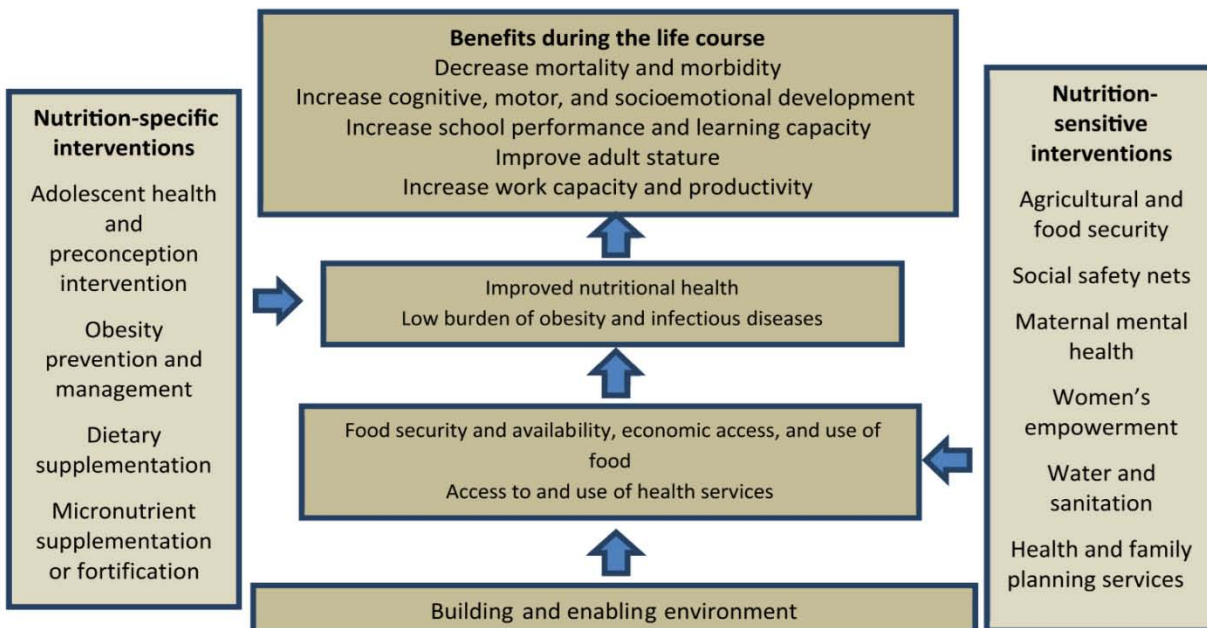 Benefits during the life course
Decrease mortality and morbidity
Increase cognitive, motor, and socioemotional development
Increase school performance and learning capacity
Improve adult stature
Increase work capacity and productivity
Nutrition-specific
interventions
Adolescent health
and
preconception
intervention
Obesity
prevention and
management
Dietary
supplementation
Micronutrient
supplementation
or fortification
Improved nutritional health
Low burden of obesity and infectious diseases
Food security and availability, economic access, and use of
food
Access to and use of health services
Building and enabling environment
Nutrition-
sensitive
interventions
Agricultural and
food security
Social safety nets
Maternal mental
health
Women’s
empowerment
Water and
sanitation
Health and family
planning services